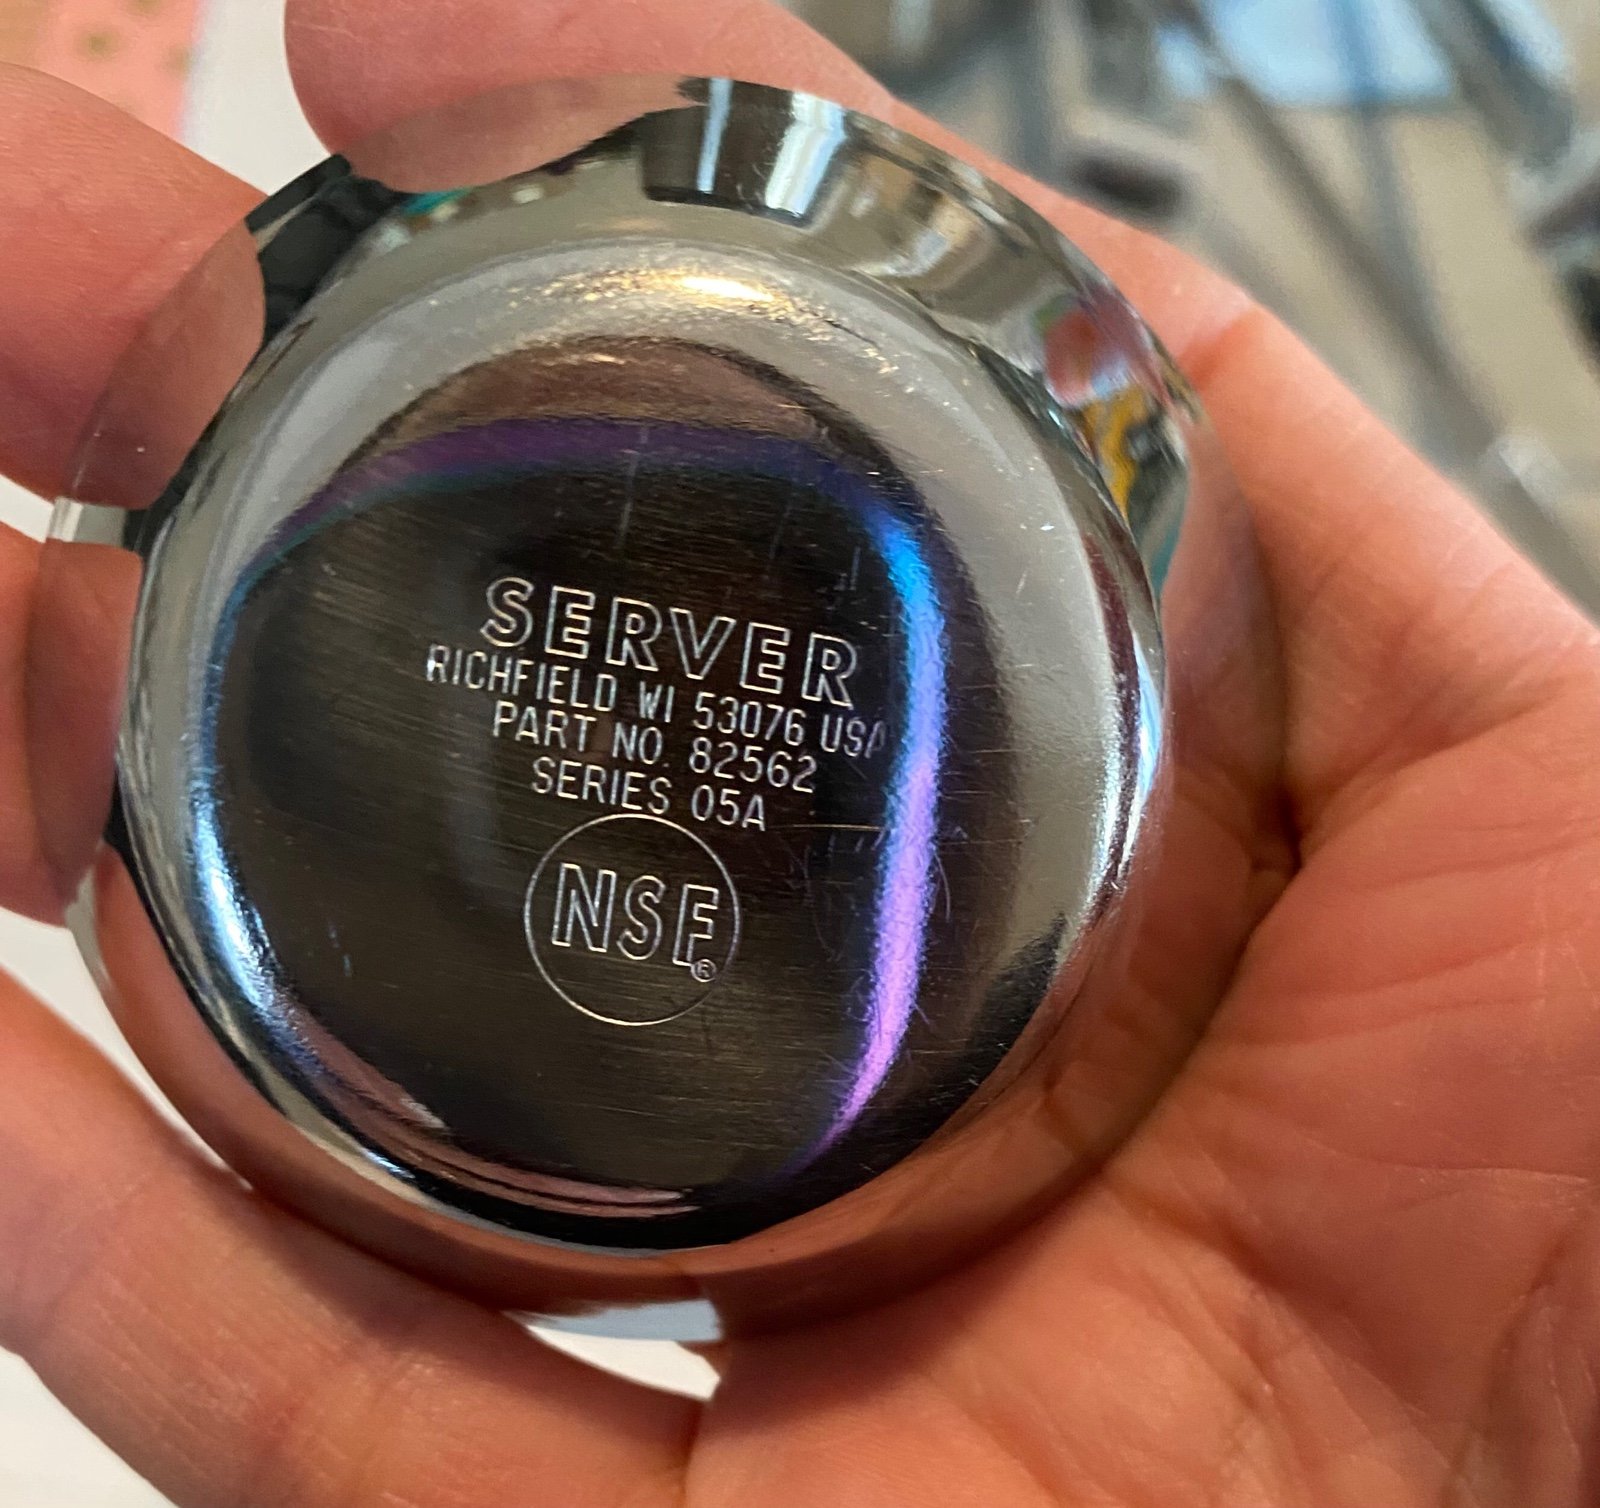 SERVER
RICHFIELD WI 53076 USA
PART NO. 82562
SERIES 05A
NSF®